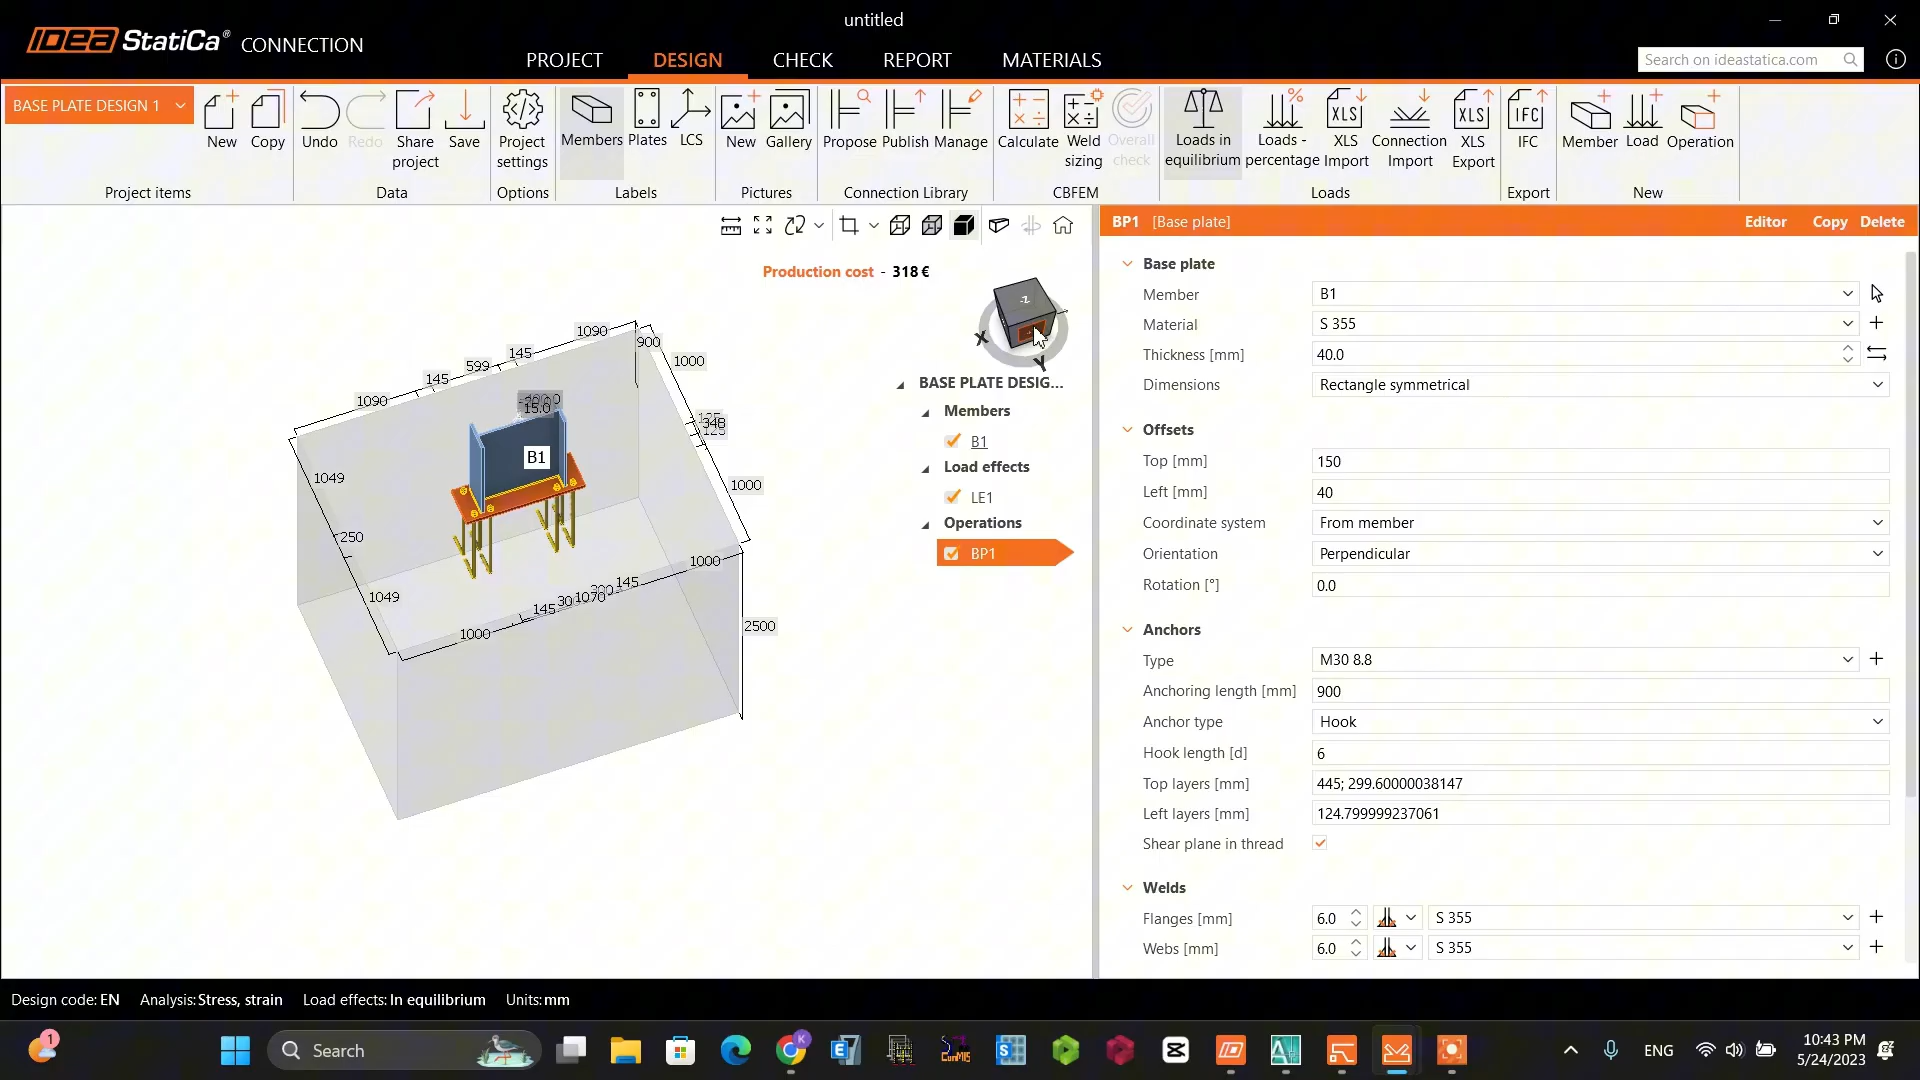 untitled
IDEA StatiCa® CONNECTION
PROJECT DESIGN CHECK REPORT MATERIALS
Search on ideastatica.com
BASE PLATE DESIGN 1
New Copy Undo Redo Share project Save Project settings Members Plates LCS New Gallery Propose Publish Manage Calculate Weld sizing Overall check Loads in equilibrium Loads - percentage XLS Import Connection Import XLS Export IFC Member Load Operation
Project items Data Options Labels Pictures Connection Library CBFEM Loads Export New
BP1 [Base plate] Editor Copy Delete
Production cost - 318 €
-Z
X
Y
1090
900
145
1000
599
145
1090
15.0
348
125
B1
1049
1000
250
1000
145
1070
1049
145
1000
2500
BASE PLATE DESIG...
Members
B1
Load effects
LE1
Operations
BP1
Base plate
Member B1
Material S 355
Thickness [mm] 40.0
Dimensions Rectangle symmetrical
Offsets
Top [mm] 150
Left [mm] 40
Coordinate system From member
Orientation Perpendicular
Rotation [°] 0.0
Anchors
Type M30 8.8
Anchoring length [mm] 900
Anchor type Hook
Hook length [d] 6
Top layers [mm] 445; 299.60000038147
Left layers [mm] 124.799999237061
Shear plane in thread
Welds
Flanges [mm] 6.0 S 355
Webs [mm] 6.0 S 355
Design code: EN Analysis: Stress, strain Load effects: In equilibrium Units: mm
1
Search
ENG
10:43 PM
5/24/2023